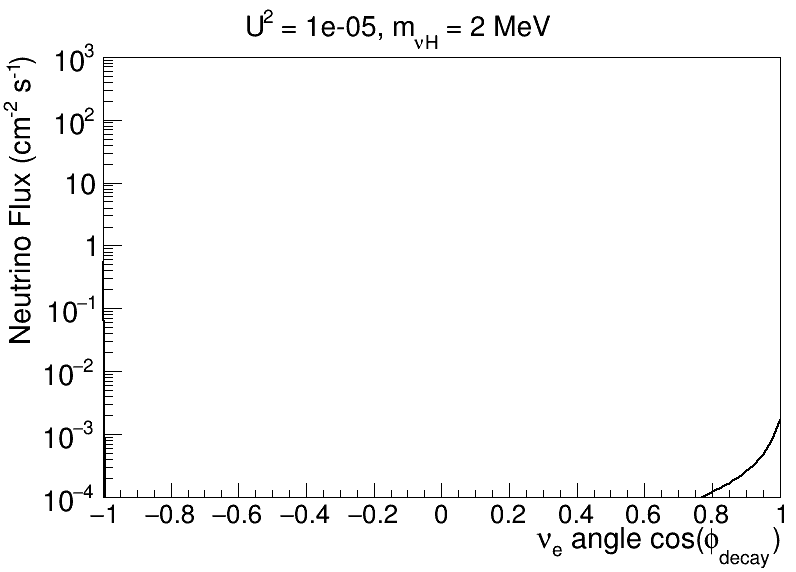 U² = 1e-05, m_νH = 2 MeV
Neutrino Flux (cm⁻² s⁻¹)
10³
10²
10
1
10⁻¹
10⁻²
10⁻³
10⁻⁴
−1 −0.8 −0.6 −0.4 −0.2 0 0.2 0.4 0.6 0.8 1
ν_e angle cos(ϕ_decay)